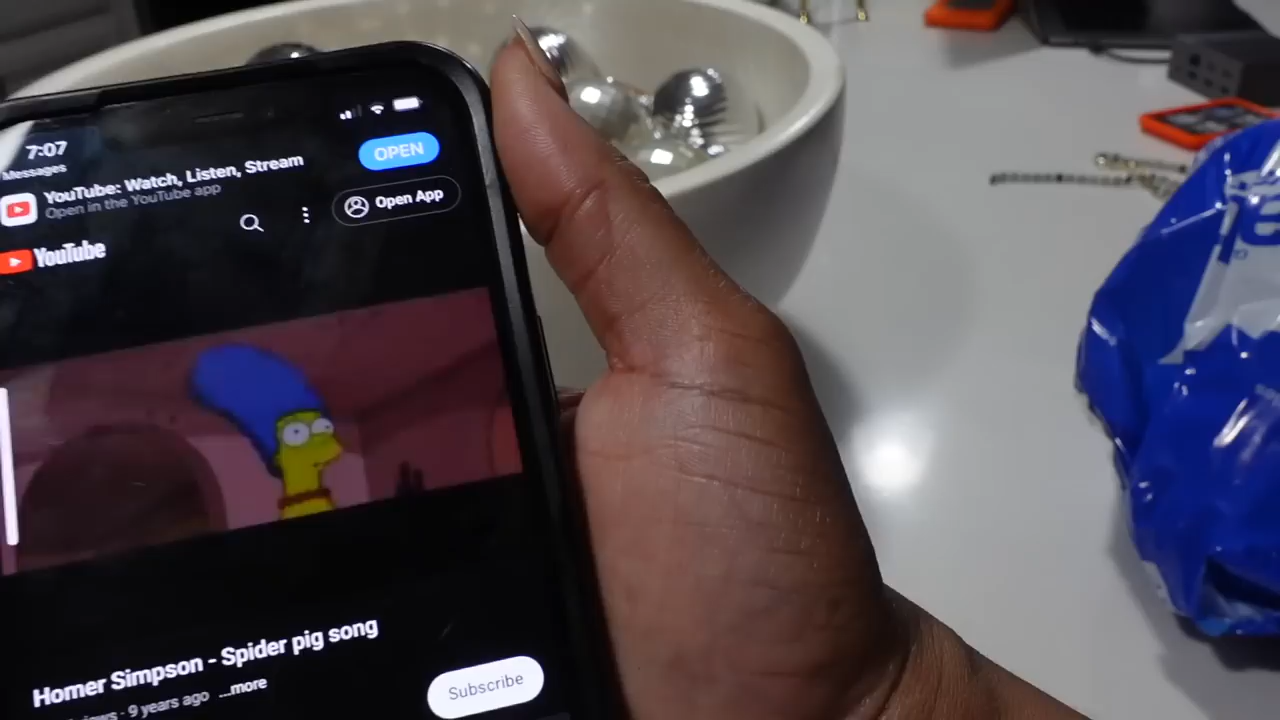 7:07
Messages
YouTube: Watch, Listen, Stream
Open in the YouTube app
OPEN
Open App
YouTube
Homer Simpson - Spider pig song
9 years ago ...more
Subscribe